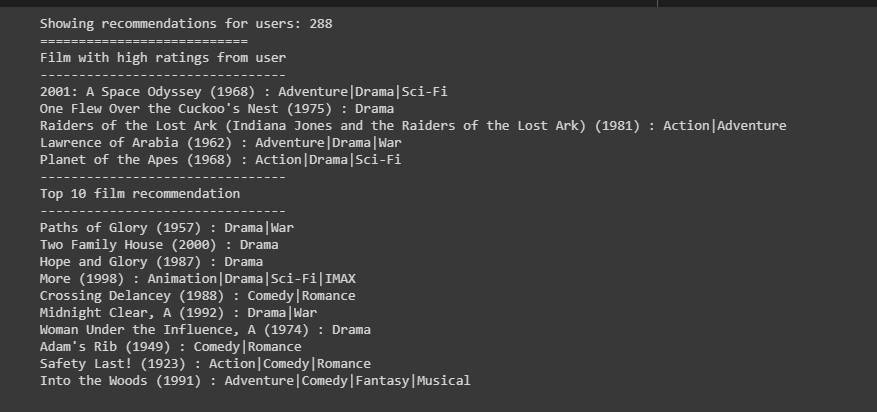 Showing recommendations for users: 288
===========================
Film with high ratings from user
--------------------------------
2001: A Space Odyssey (1968) : Adventure|Drama|Sci-Fi
One Flew Over the Cuckoo's Nest (1975) : Drama
Raiders of the Lost Ark (Indiana Jones and the Raiders of the Lost Ark) (1981) : Action|Adventure
Lawrence of Arabia (1962) : Adventure|Drama|War
Planet of the Apes (1968) : Action|Drama|Sci-Fi
--------------------------------
Top 10 film recommendation
--------------------------------
Paths of Glory (1957) : Drama|War
Two Family House (2000) : Drama
Hope and Glory (1987) : Drama
More (1998) : Animation|Drama|Sci-Fi|IMAX
Crossing Delancey (1988) : Comedy|Romance
Midnight Clear, A (1992) : Drama|War
Woman Under the Influence, A (1974) : Drama
Adam's Rib (1949) : Comedy|Romance
Safety Last! (1923) : Action|Comedy|Romance
Into the Woods (1991) : Adventure|Comedy|Fantasy|Musical